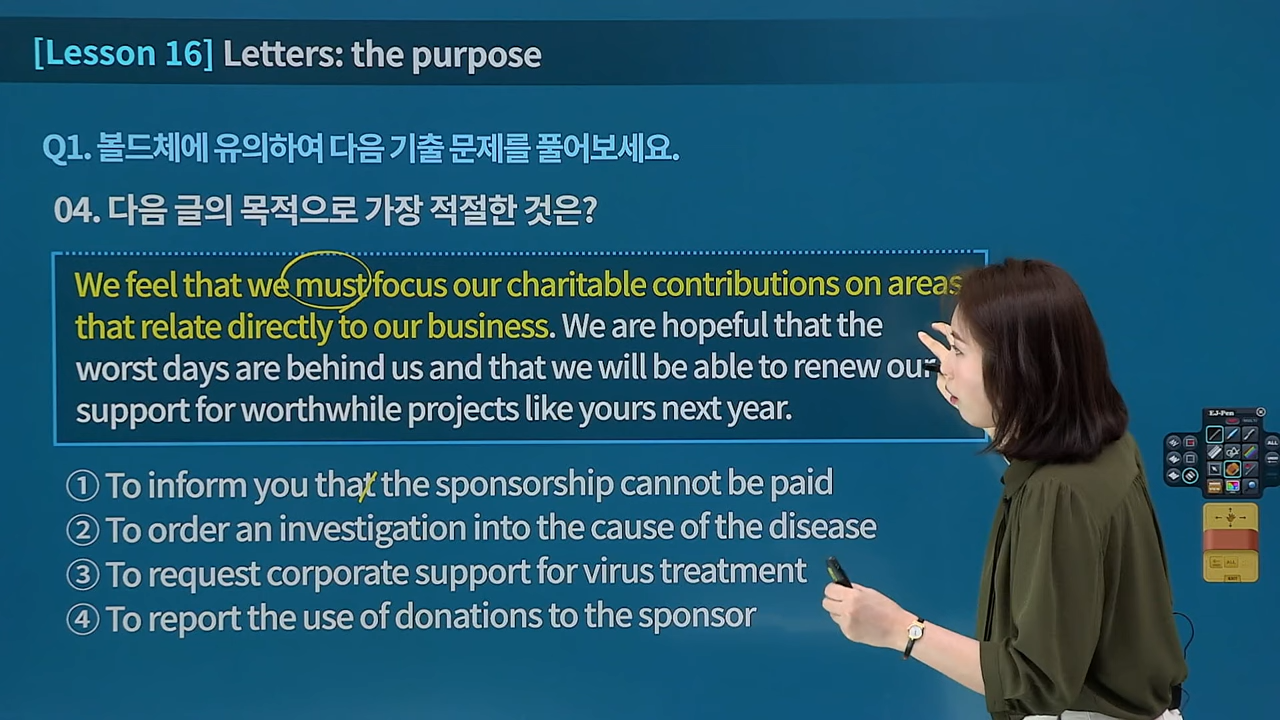 [Lesson 16] Letters: the purpose
Q1. 볼드체에 유의하여 다음 기출 문제를 풀어보세요.
04. 다음 글의 목적으로 가장 적절한 것은?
We feel that we must focus our charitable contributions on areas
that relate directly to our business. We are hopeful that the
worst days are behind us and that we will be able to renew our
support for worthwhile projects like yours next year.
① To inform you that the sponsorship cannot be paid
② To order an investigation into the cause of the disease
③ To request corporate support for virus treatment
④ To report the use of donations to the sponsor
EJ-Pen
ALL
ALL
EXIT